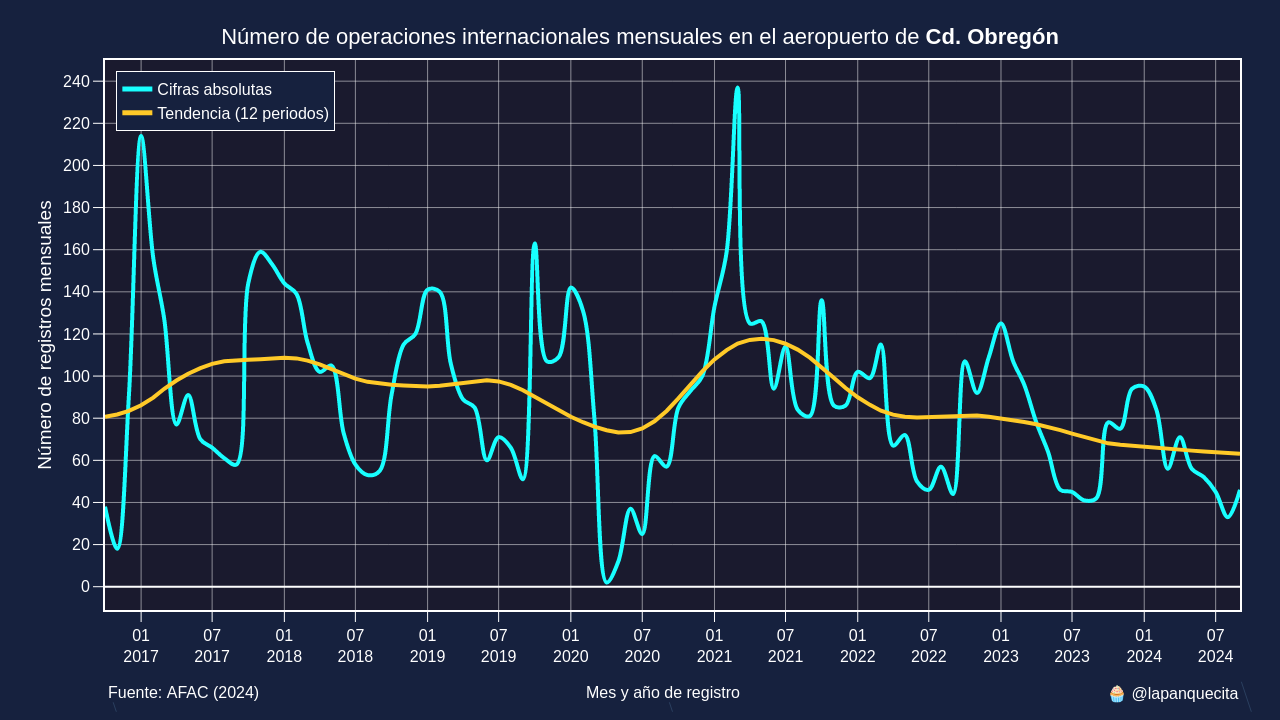 Número de operaciones internacionales mensuales en el aeropuerto de Cd. Obregón
Cifras absolutas
Tendencia (12 periodos)
Número de registros mensuales
240
220
200
180
160
140
120
100
80
60
40
20
0
01 07 01 07 01 07 01 07 01 07 01 07 01 07 01 07
2017 2017 2018 2018 2019 2019 2020 2020 2021 2021 2022 2022 2023 2023 2024 2024
Fuente: AFAC (2024) Mes y año de registro 🧁 @lapanquecita